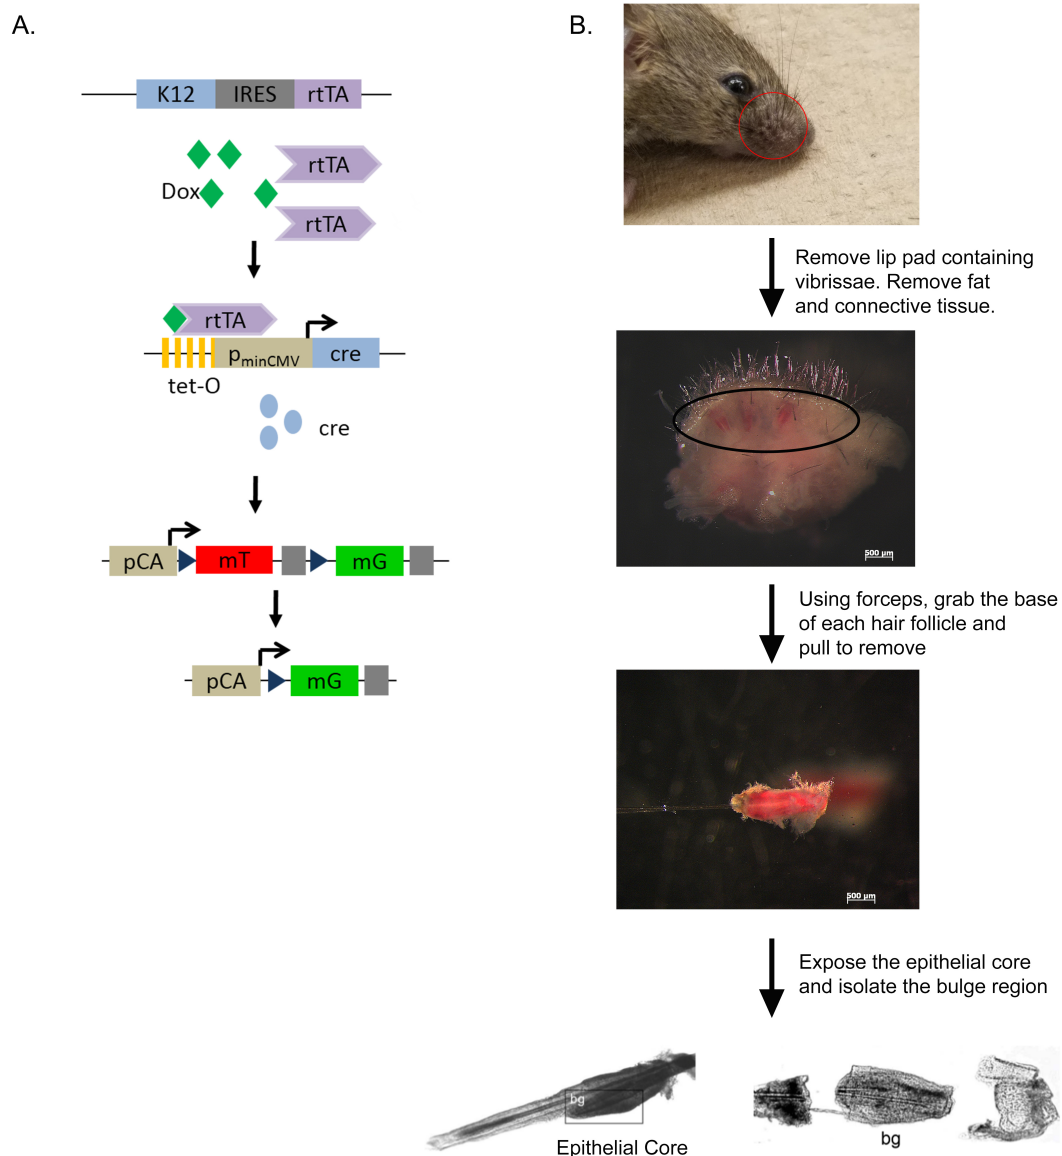 A.
K12 IRES rtTA
rtTA
Dox
rtTA
rtTA
pminCMV cre
tet-O
cre
pCA mT mG
pCA mG
B.
Remove lip pad containing
vibrissae. Remove fat
and connective tissue.
500 µm
Using forceps, grab the base
of each hair follicle and
pull to remove
500 µm
Expose the epithelial core
and isolate the bulge region
bg
Epithelial Core
bg